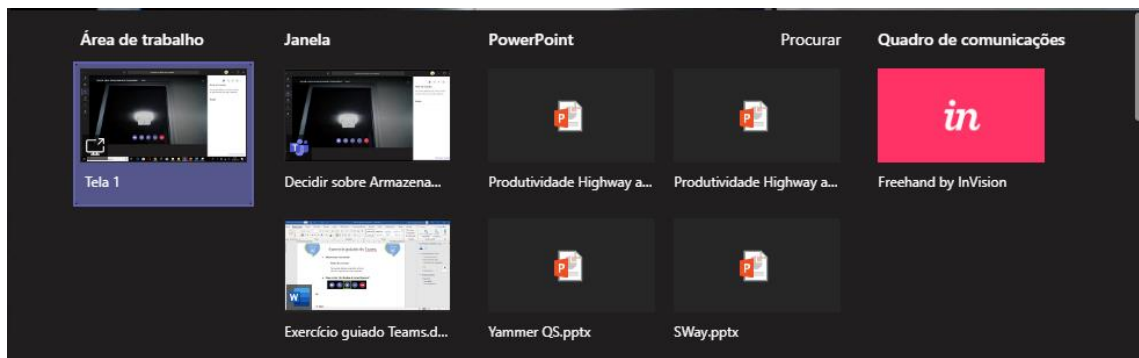 Área de trabalho
Janela
PowerPoint
Procurar
Quadro de comunicações
in
Tela 1
Decidir sobre Armazena...
Produtividade Highway a...
Produtividade Highway a...
Freehand by InVision
Exercício guiado Teams.d...
Yammer QS.pptx
SWay.pptx